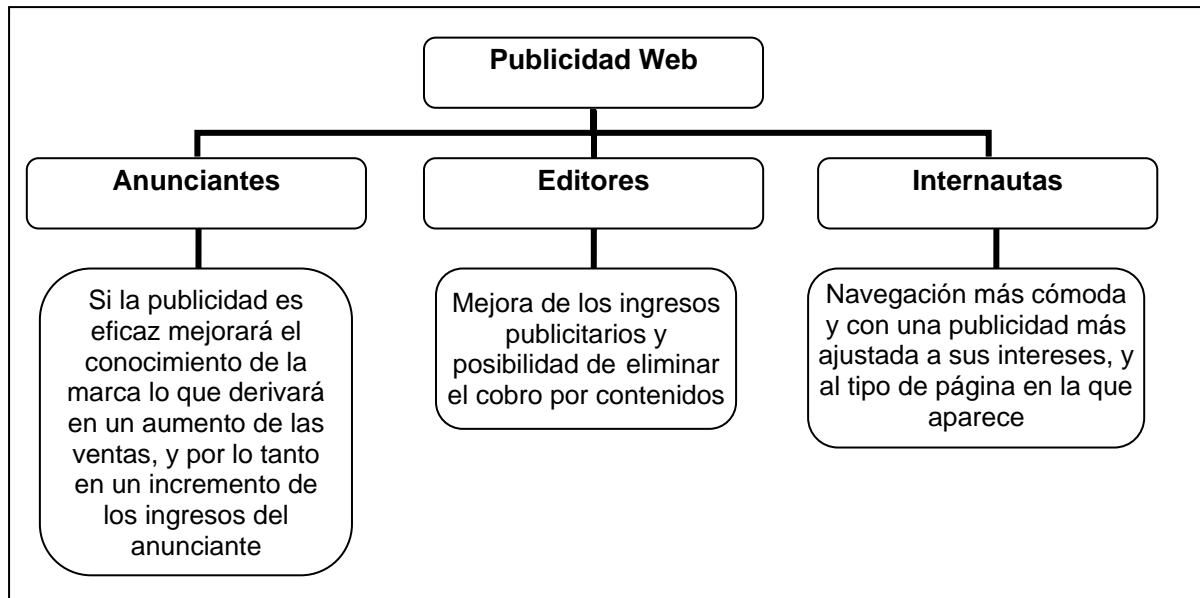 Publicidad Web
Anunciantes
Editores
Internautas
Si la publicidad es
eficaz mejorará el
conocimiento de la
marca lo que derivará
en un aumento de las
ventas, y por lo tanto
en un incremento de
los ingresos del
anunciante
Mejora de los ingresos
publicitarios y
posibilidad de eliminar
el cobro por contenidos
Navegación más cómoda
y con una publicidad más
ajustada a sus intereses, y
al tipo de página en la que
aparece